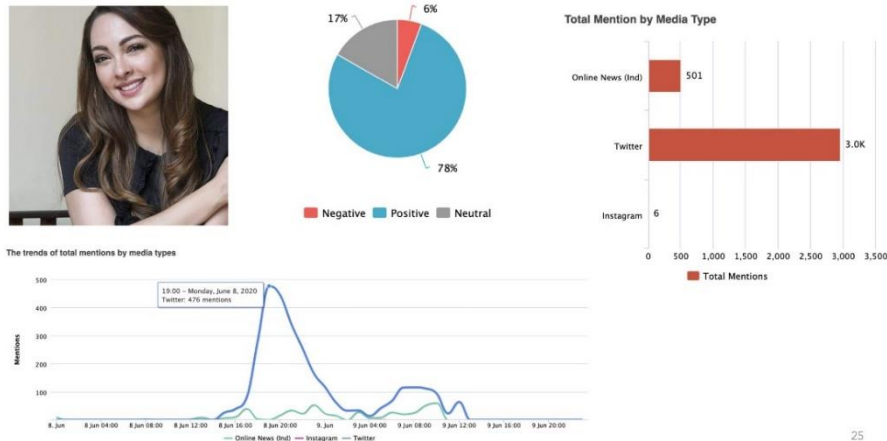 17%
6%
78%
Negative Positive Neutral
Total Mention by Media Type
Online News (Ind)
501
Twitter
3.0K
Instagram
6
0 500 1,000 1,500 2,000 2,500 3,000 3,500
Total Mentions
The trends of total mentions by media types
500
400
300
200
100
Mentions
19:00 - Monday, June 8, 2020
Twitter: 476 mentions
8. Jun 8 Jun 04:00 8 Jun 08:00 8 Jun 12:00 8 Jun 16:00 8 Jun 20:00 9. Jun 9 Jun 04:00 9 Jun 08:00 9 Jun 12:00 9 Jun 16:00 9 Jun 20:00
Online News (Ind) Instagram Twitter
25